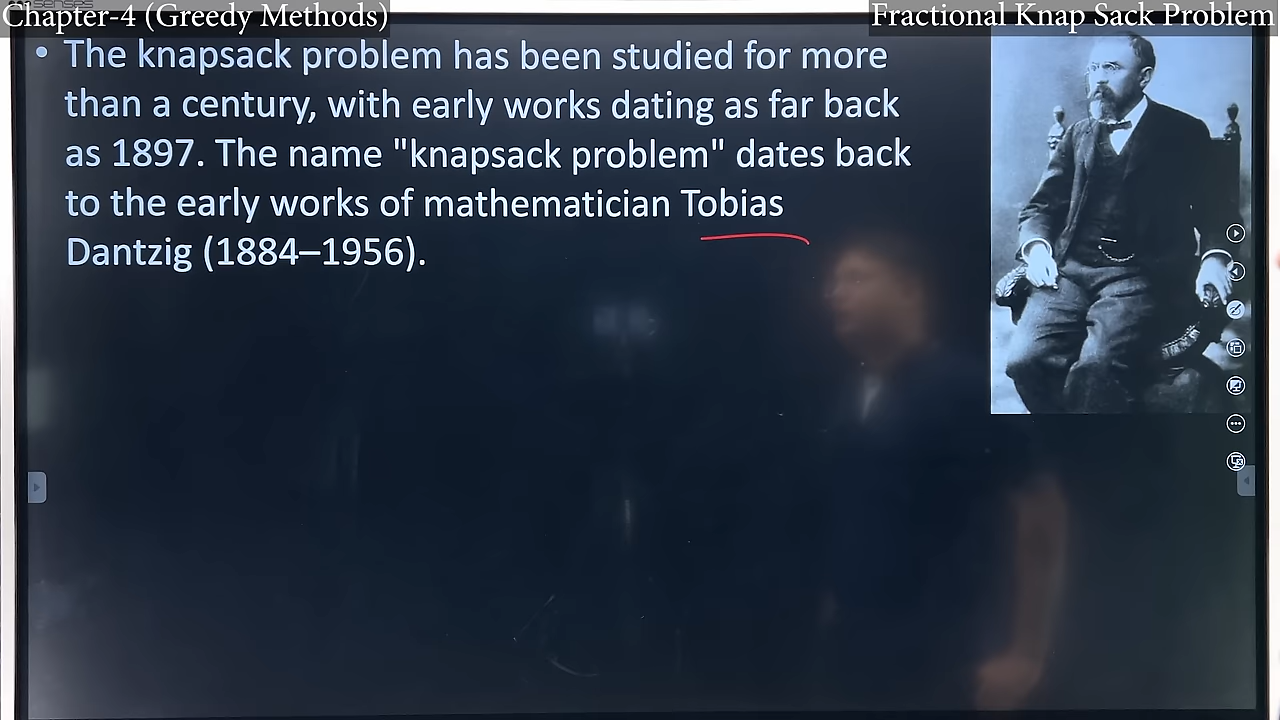 Chapter-4 (Greedy Methods)
Fractional Knap Sack Problem
• The knapsack problem has been studied for more
than a century, with early works dating as far back
as 1897. The name "knapsack problem" dates back
to the early works of mathematician Tobias
Dantzig (1884–1956).